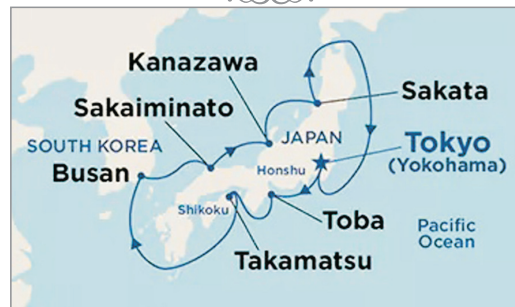 Kanazawa
Sakata
Sakaiminato
JAPAN
Tokyo
(Yokohama)
SOUTH KOREA
Busan
Honshu
Shikoku
Toba
Takamatsu
Pacific
Ocean